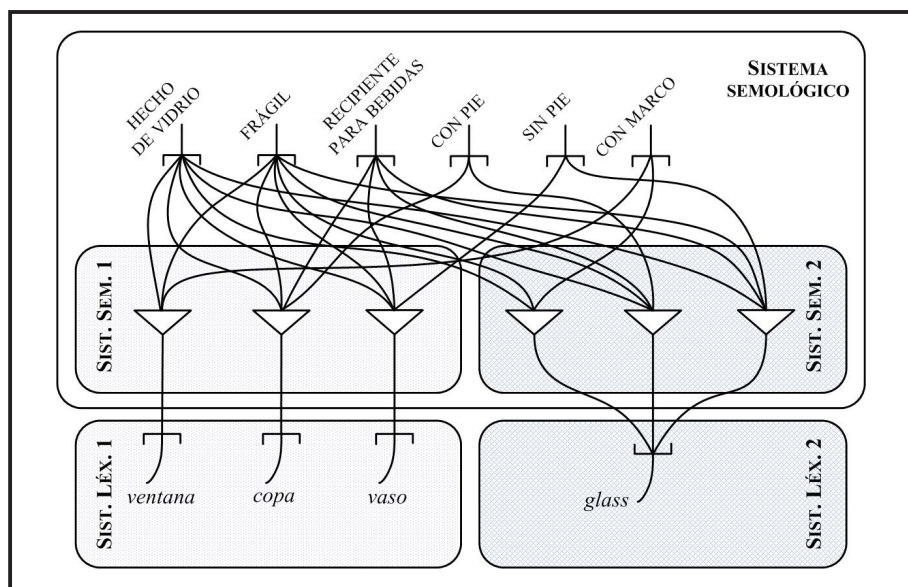 SISTEMA
SEMOLÓGICO
HECHO
DE VIDRIO
FRÁGIL
RECIPIENTE
PARA BEBIDAS
CON PIE
SIN PIE
CON MARCO
SIST. SEM. 1
SIST. SEM. 2
SIST. LÉX. 1
ventana
copa
vaso
glass
SIST. LÉX. 2